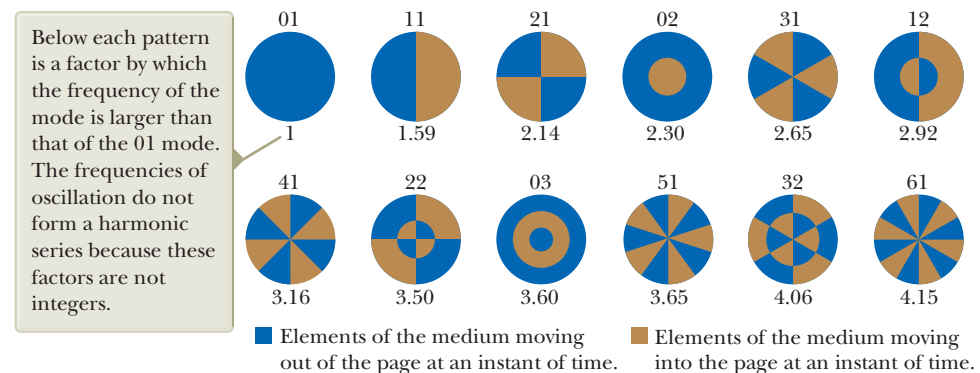 Below each pattern
is a factor by which
the frequency of the
mode is larger than
that of the 01 mode.
The frequencies of
oscillation do not
form a harmonic
series because these
factors are not
integers.
01 11 21 02 31 12
1 1.59 2.14 2.30 2.65 2.92
41 22 03 51 32 61
3.16 3.50 3.60 3.65 4.06 4.15
Elements of the medium moving
out of the page at an instant of time.
Elements of the medium moving
into the page at an instant of time.